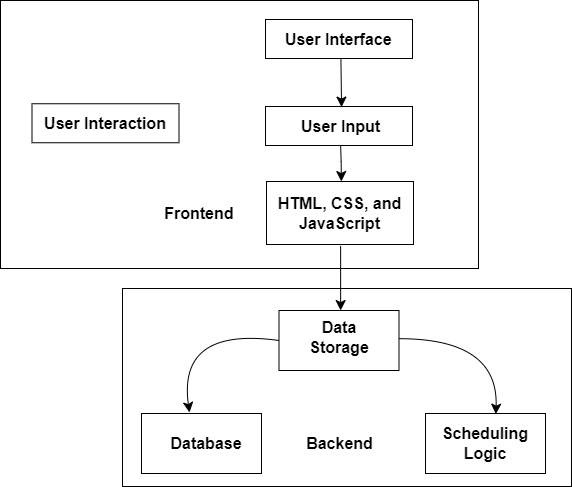 User Interface
User Interaction
User Input
HTML, CSS, and
JavaScript
Frontend
Data
Storage
Database
Backend
Scheduling
Logic